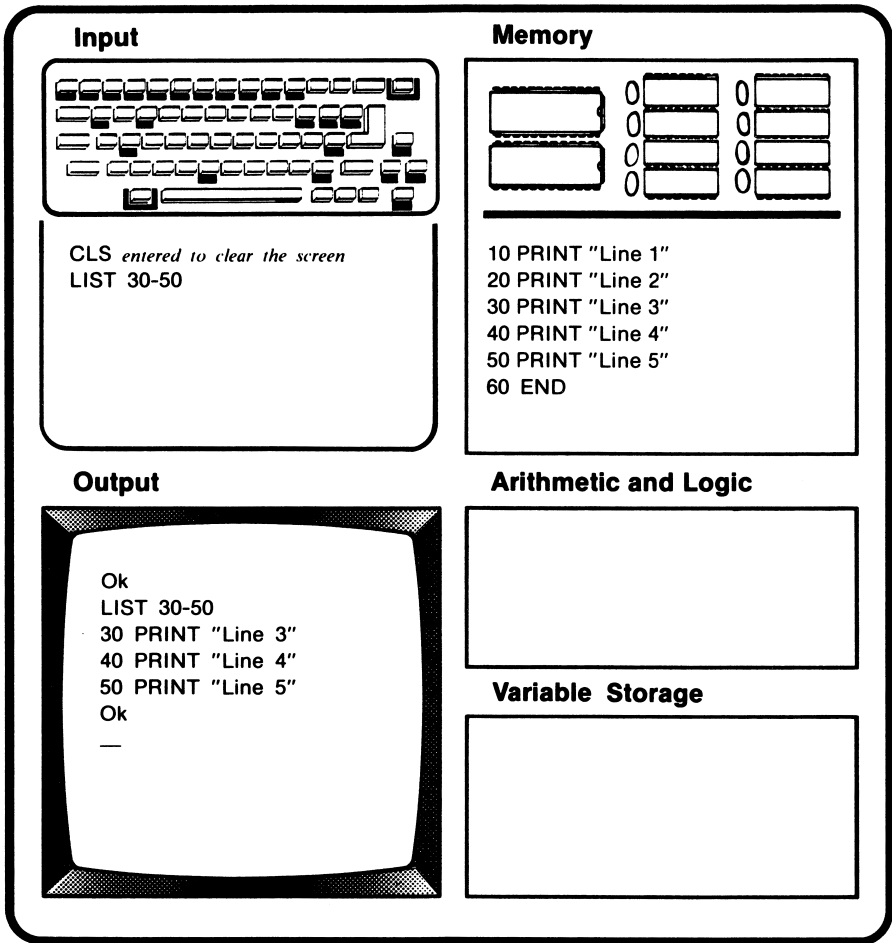 Input
CLS entered to clear the screen
LIST 30-50
Memory
10 PRINT "Line 1"
20 PRINT "Line 2"
30 PRINT "Line 3"
40 PRINT "Line 4"
50 PRINT "Line 5"
60 END
Output
Ok
LIST 30-50
30 PRINT "Line 3"
40 PRINT "Line 4"
50 PRINT "Line 5"
Ok
Arithmetic and Logic
Variable Storage